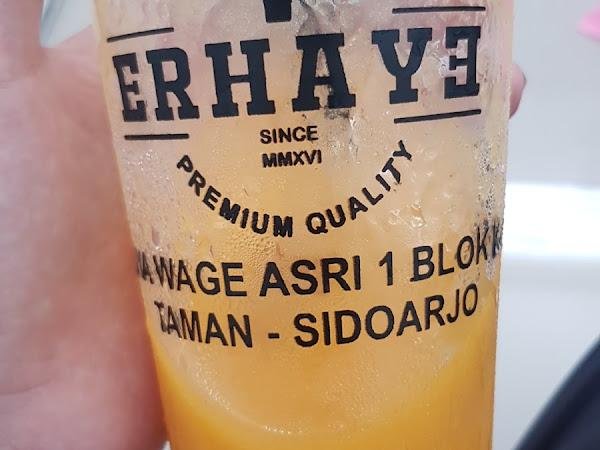 ERHAYE
SINCE
MMXVI
PREMIUM QUALITY
WAGE ASRI 1 BLOK
TAMAN - SIDOARJO